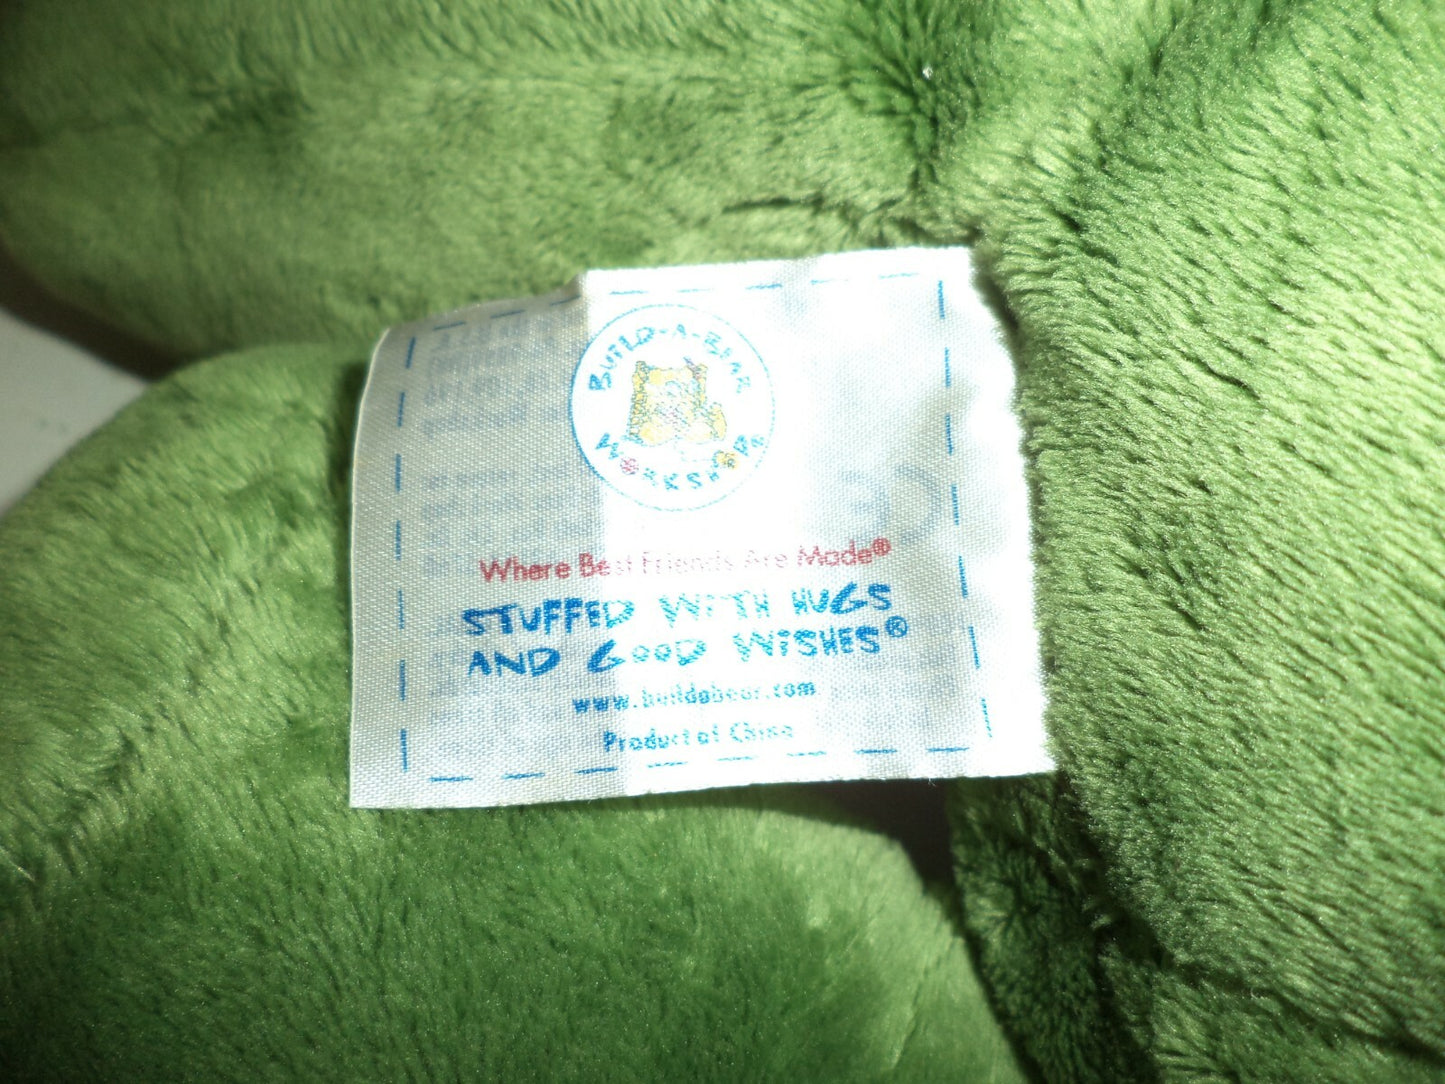 BUILD-A-BEAR
WORKSHOP®
Where Best Friends Are Made®
STUFFED WITH HUGS
AND GOOD WISHES®
www.buildabear.com
Product of China